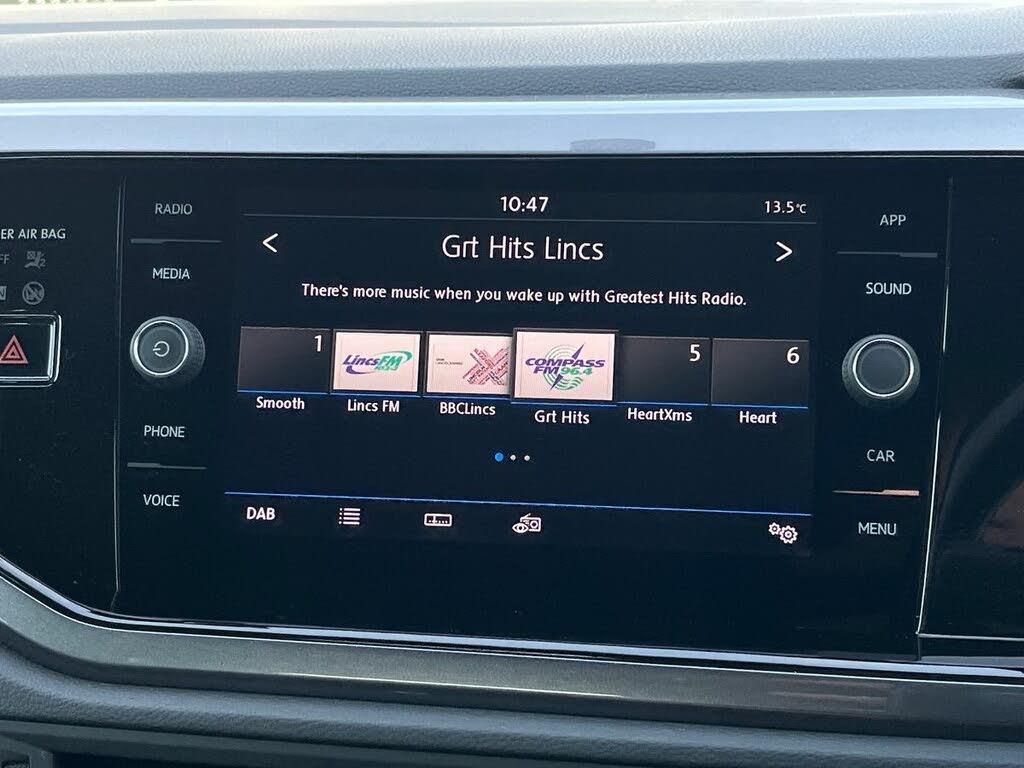 10:47
13.5°C
Grt Hits Lincs
There's more music when you wake up with Greatest Hits Radio.
1
LincsFM
COMPASS
FM 96.4
5
6
Smooth
Lincs FM
BBCLincs
Grt Hits
HeartXms
Heart
DAB
RADIO
MEDIA
PHONE
VOICE
APP
SOUND
CAR
MENU
ER AIR BAG
FF